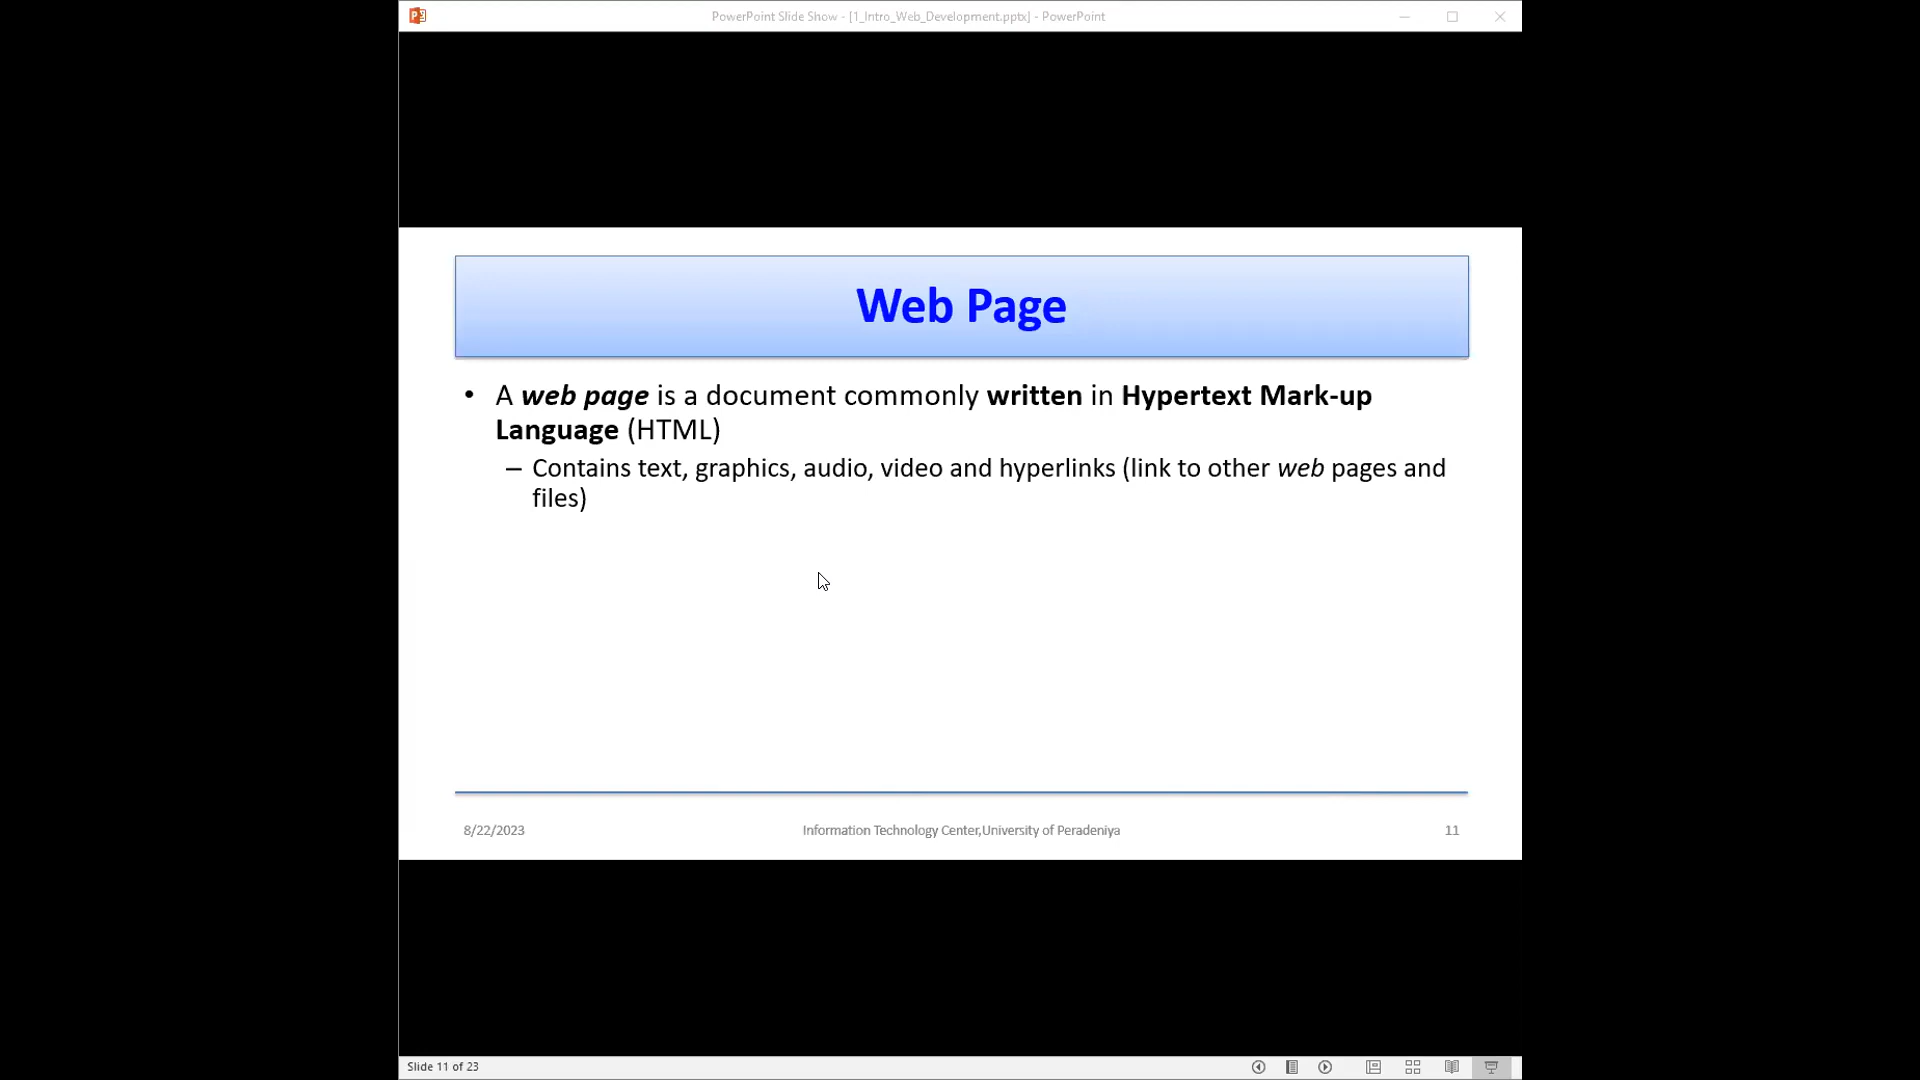 PowerPoint Slide Show - [1_Intro_Web_Development.pptx] - PowerPoint
Web Page
• A web page is a document commonly written in Hypertext Mark-up
Language (HTML)
– Contains text, graphics, audio, video and hyperlinks (link to other web pages and
files)
8/22/2023 Information Technology Center,University of Peradeniya 11
Slide 11 of 23